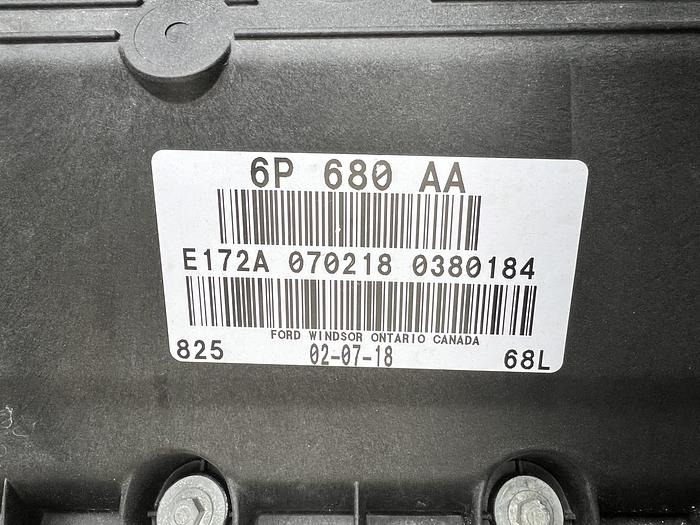 6P 680 AA
E172A 070218 0380184
FORD WINDSOR ONTARIO CANADA
825 02-07-18 68L